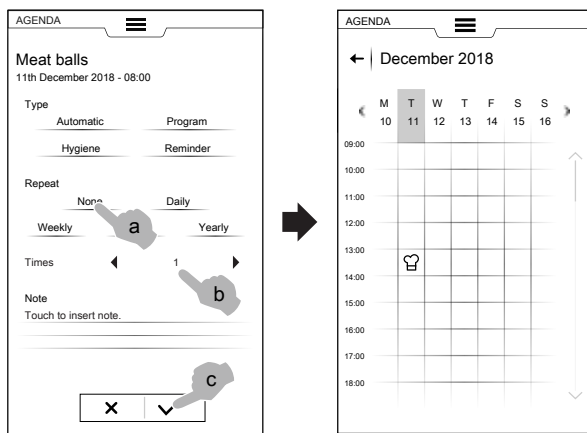 AGENDA
Meat balls
11th December 2018 - 08:00
Type
Automatic Program
Hygiene Reminder
Repeat
None Daily
a
Weekly Yearly
Times 1
b
Note
Touch to insert note.
c
AGENDA
December 2018
M T W T F S S
10 11 12 13 14 15 16
09:00
10:00
11:00
12:00
13:00
14:00
15:00
16:00
17:00
18:00